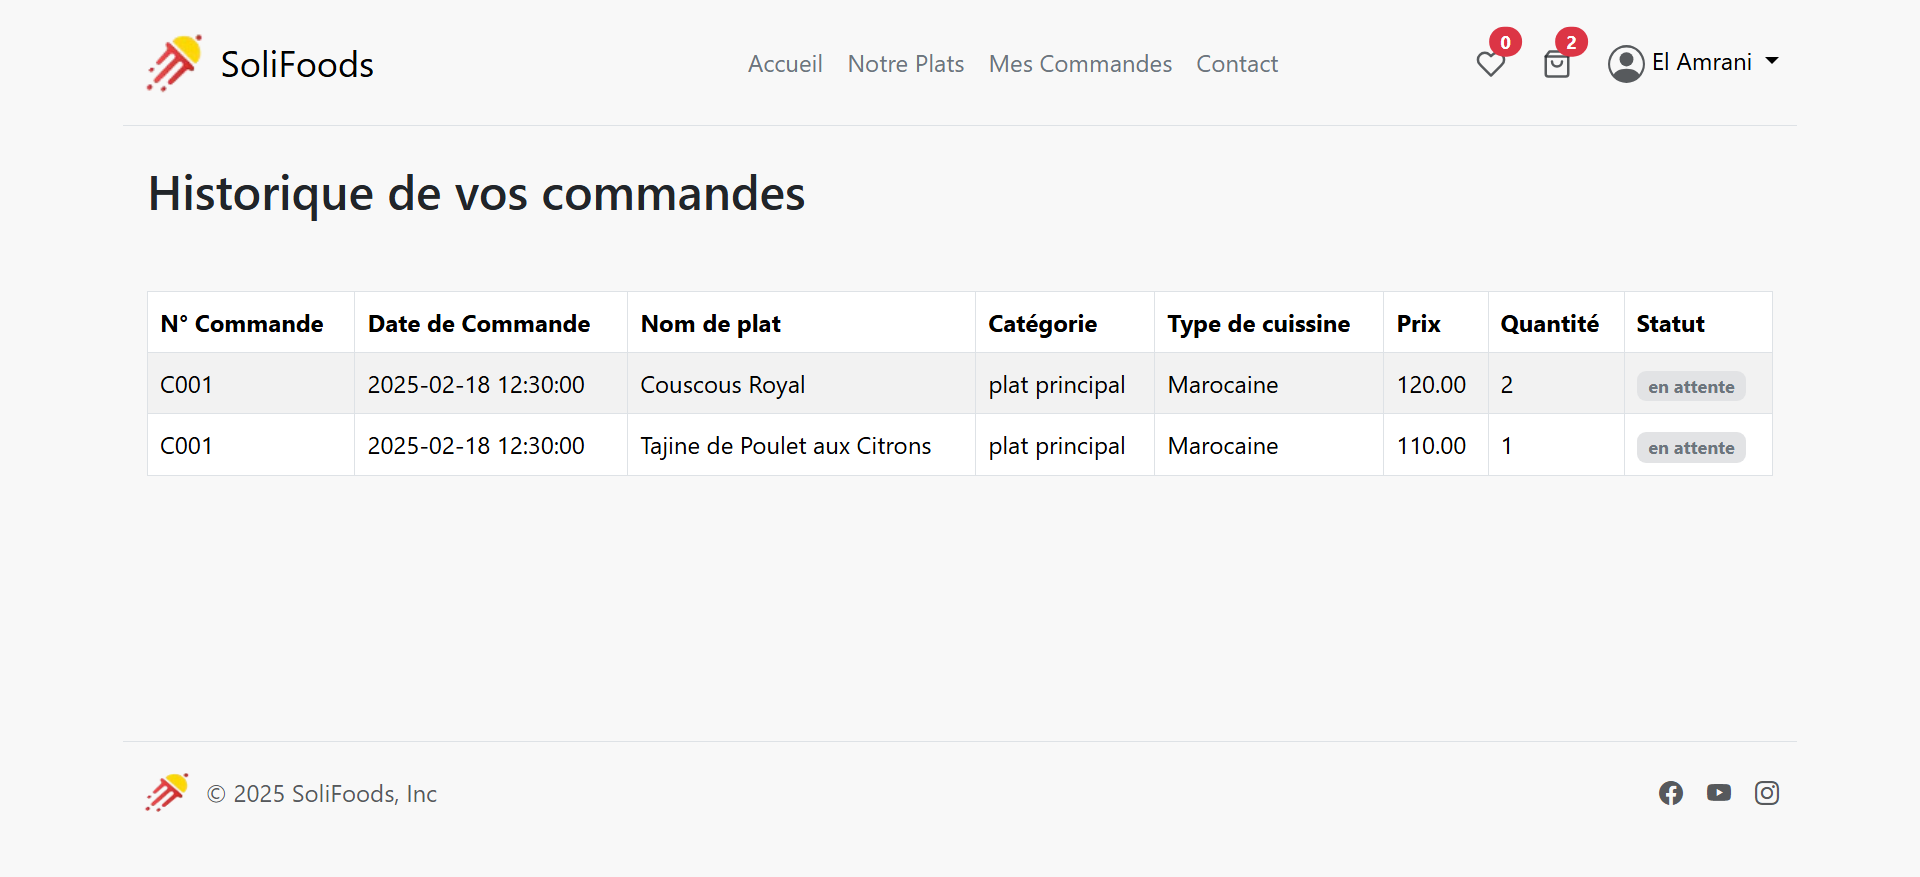 SoliFoods
Accueil Notre Plats Mes Commandes Contact
0 2 El Amrani
Historique de vos commandes
N° Commande Date de Commande Nom de plat Catégorie Type de cuissine Prix Quantité Statut
C001 2025-02-18 12:30:00 Couscous Royal plat principal Marocaine 120.00 2 en attente
C001 2025-02-18 12:30:00 Tajine de Poulet aux Citrons plat principal Marocaine 110.00 1 en attente
© 2025 SoliFoods, Inc